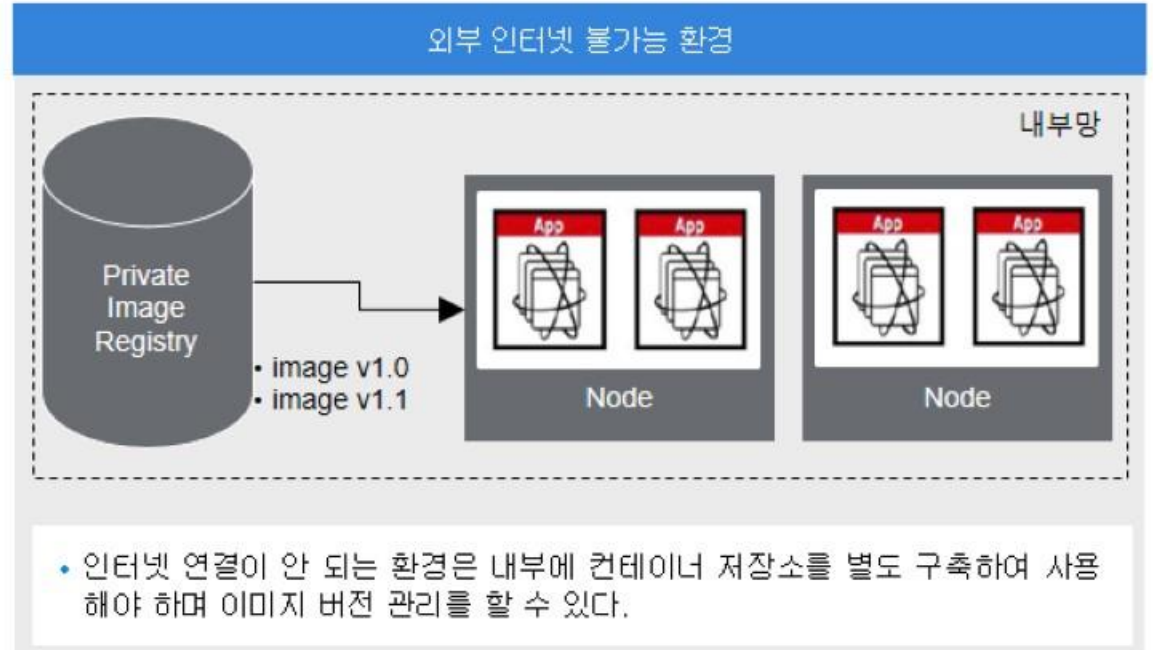 외부 인터넷 불가능 환경
내부망
Private
Image
Registry
• image v1.0
• image v1.1
App
App
Node
App
App
Node
• 인터넷 연결이 안 되는 환경은 내부에 컨테이너 저장소를 별도 구축하여 사용
해야 하며 이미지 버전 관리를 할 수 있다.